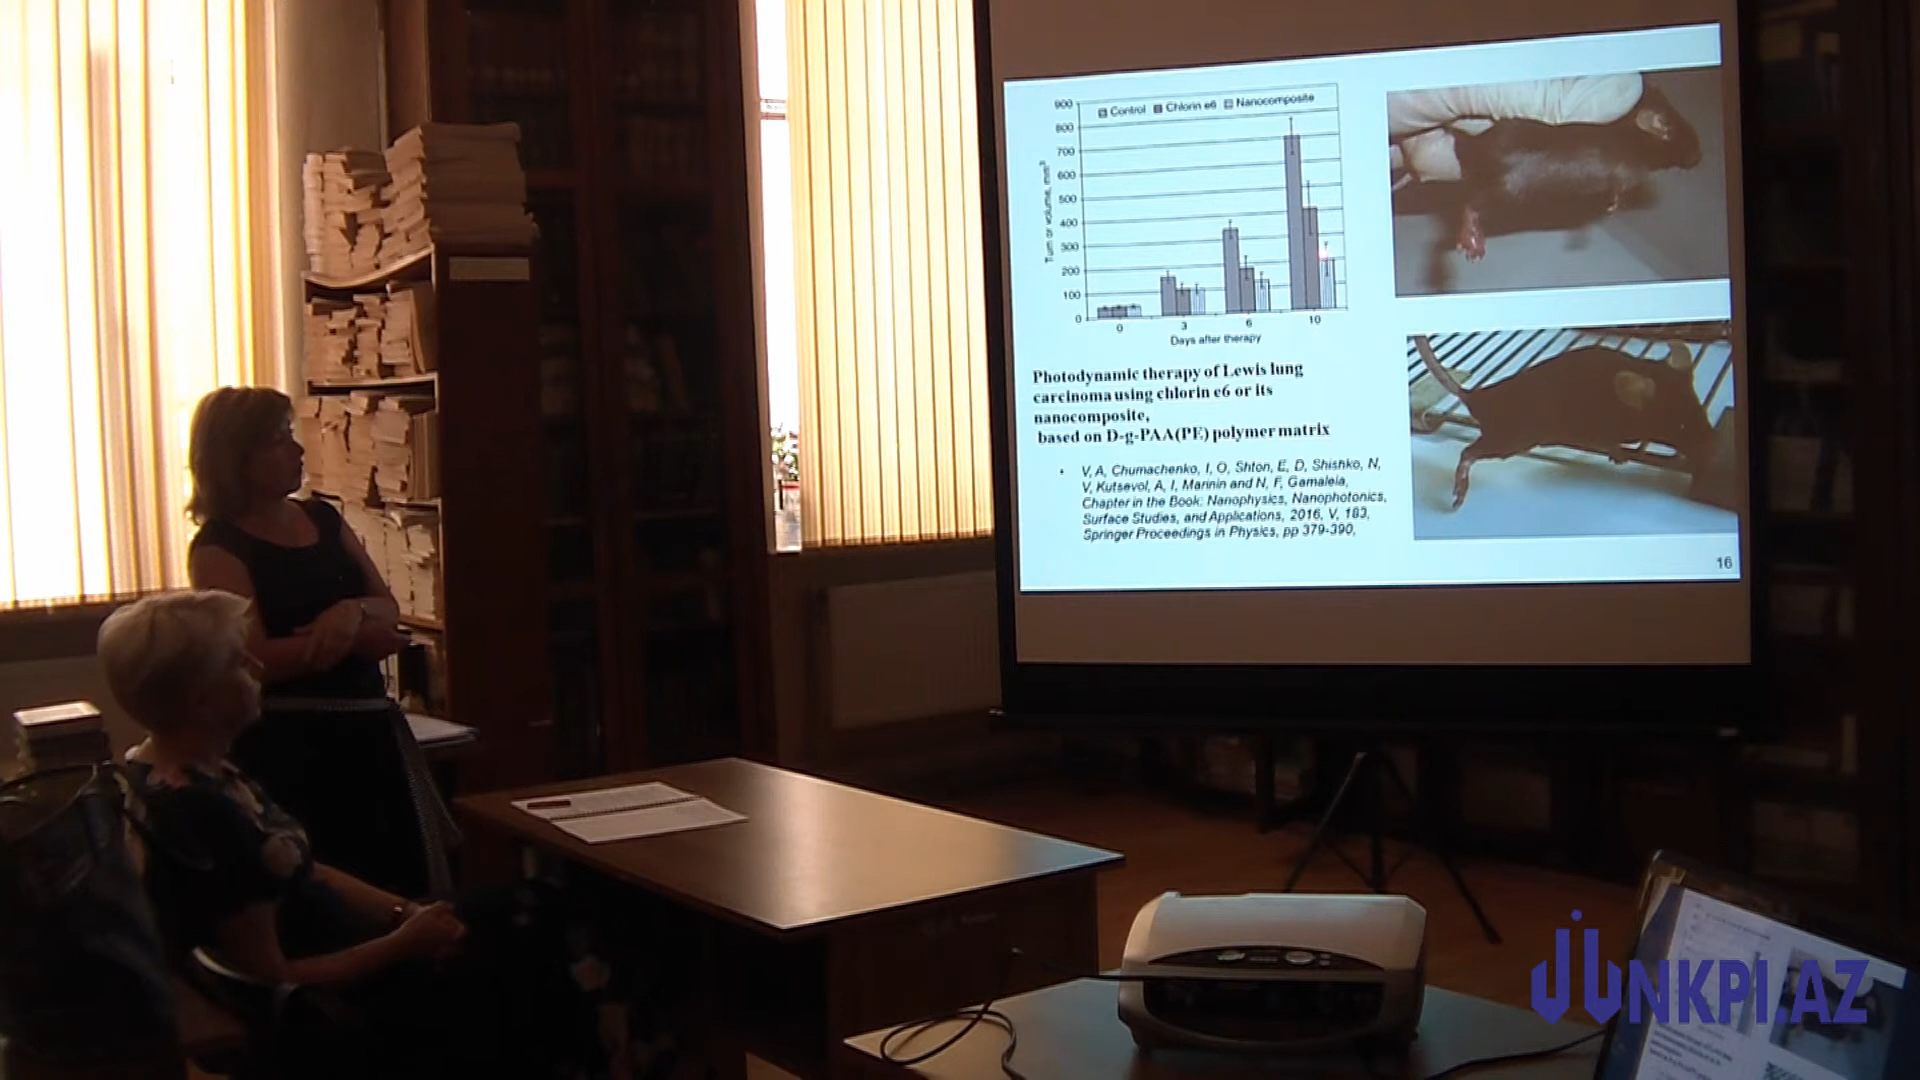 900
Control Chlorin e6 Nanocomposite
800
700
600
500
400
300
200
100
0
Tumor volume, mm³
0 3 6 10
Days after therapy
Photodynamic therapy of Lewis lung
carcinoma using chlorin e6 or its
nanocomposite,
based on D-g-PAA(PE) polymer matrix
• V, A, Chumachenko, I, O, Shton, E, D, Shishko, N,
V, Kutsevol, A, I, Marinin and N, F, Gamaleia,
Chapter in the Book: Nanophysics, Nanophotonics,
Surface Studies, and Applications, 2016, V, 183,
Springer Proceedings in Physics, pp 379-390,
16
NKPI.AZ